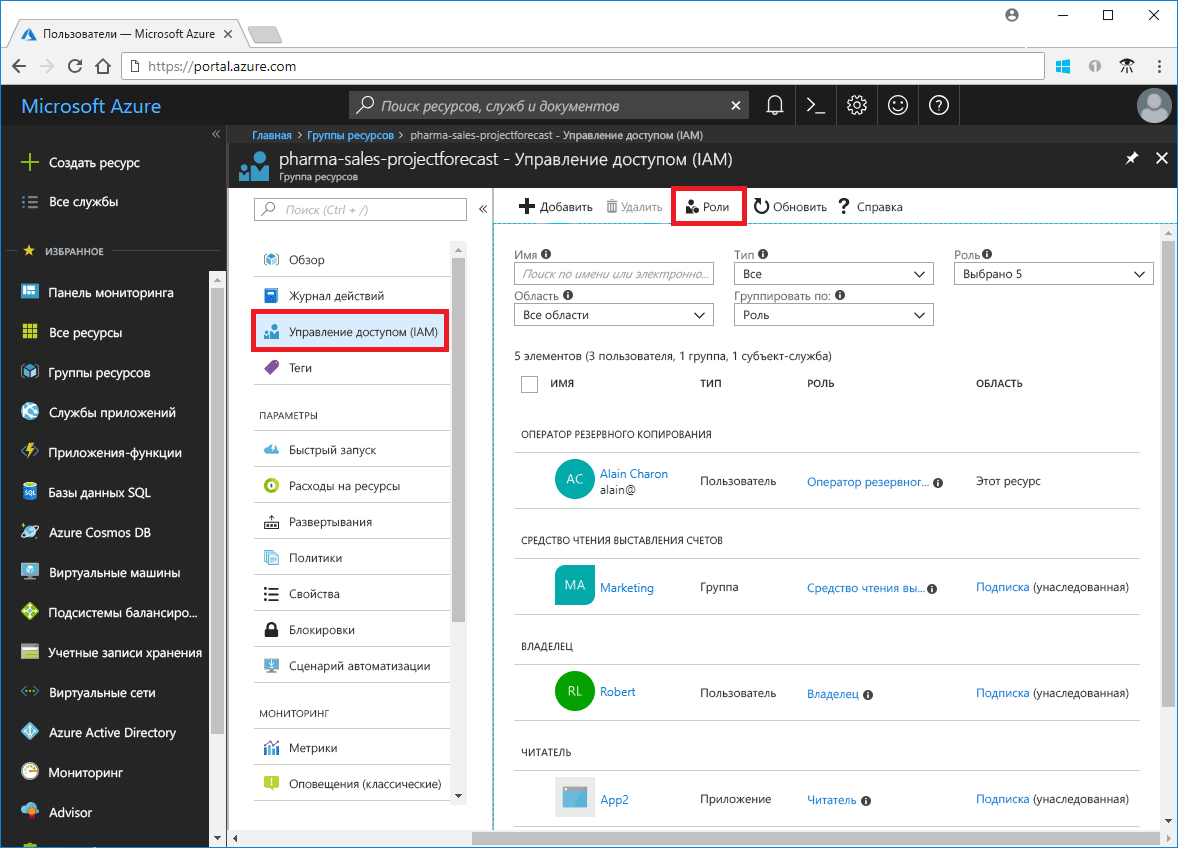 Пользователи — Microsoft Azure
https://portal.azure.com
Microsoft Azure
Поиск ресурсов, служб и документов
Главная > Группы ресурсов > pharma-sales-projectforecast - Управление доступом (IAM)
pharma-sales-projectforecast - Управление доступом (IAM)
Группа ресурсов
Создать ресурс
Все службы
ИЗБРАННОЕ
Панель мониторинга
Все ресурсы
Группы ресурсов
Службы приложений
Приложения-функции
Базы данных SQL
Azure Cosmos DB
Виртуальные машины
Подсистемы балансиро...
Учетные записи хранения
Виртуальные сети
Azure Active Directory
Мониторинг
Advisor
Поиск (Ctrl + /)
Обзор
Журнал действий
Управление доступом (IAM)
Теги
ПАРАМЕТРЫ
Быстрый запуск
Расходы на ресурсы
Развертывания
Политики
Свойства
Блокировки
Сценарий автоматизации
МОНИТОРИНГ
Метрики
Оповещения (классические)
Добавить Удалить Роли Обновить ? Справка
Имя Тип Роль
Поиск по имени или электронно... Все Выбрано 5
Область Группировать по:
Все области Роль
5 элементов (3 пользователя, 1 группа, 1 субъект-служба)
ИМЯ ТИП РОЛЬ ОБЛАСТЬ
ОПЕРАТОР РЕЗЕРВНОГО КОПИРОВАНИЯ
AC Alain Charon Пользователь Оператор резервног... Этот ресурс
alain@
СРЕДСТВО ЧТЕНИЯ ВЫСТАВЛЕНИЯ СЧЕТОВ
MA Marketing Группа Средство чтения вы... Подписка (унаследованная)
ВЛАДЕЛЕЦ
RL Robert Пользователь Владелец Подписка (унаследованная)
ЧИТАТЕЛЬ
App2 Приложение Читатель Подписка (унаследованная)